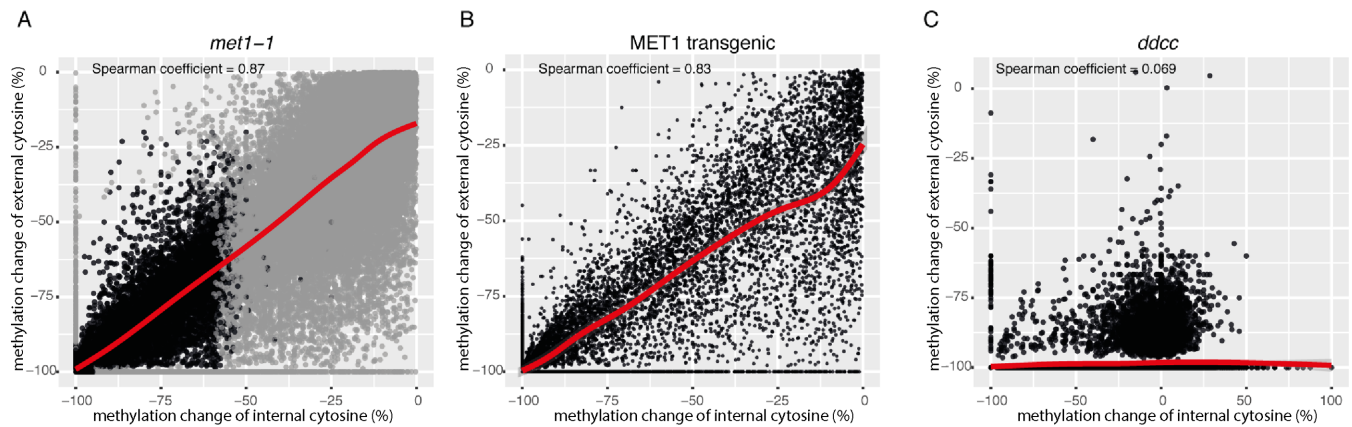 A
met1−1
Spearman coefficient = 0.87
methylation change of external cytosine (%)
0
−25
−50
−75
−100
−100
−75
−50
−25
0
methylation change of internal cytosine (%)
B
MET1 transgenic
Spearman coefficient = 0.83
methylation change of external cytosine (%)
0
−25
−50
−75
−100
−100
−75
−50
−25
0
methylation change of internal cytosine (%)
C
ddcc
Spearman coefficient = 0.069
methylation change of external cytosine (%)
0
−25
−50
−75
−100
−100
−50
0
50
100
methylation change of internal cytosine (%)